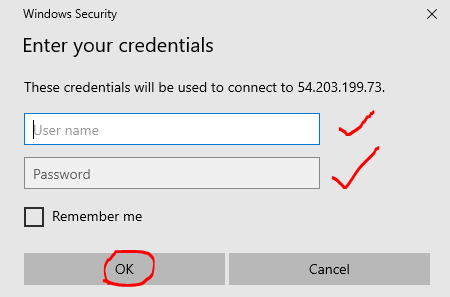 Windows Security
Enter your credentials
These credentials will be used to connect to 54.203.199.73.
User name
Password
Remember me
OK
Cancel